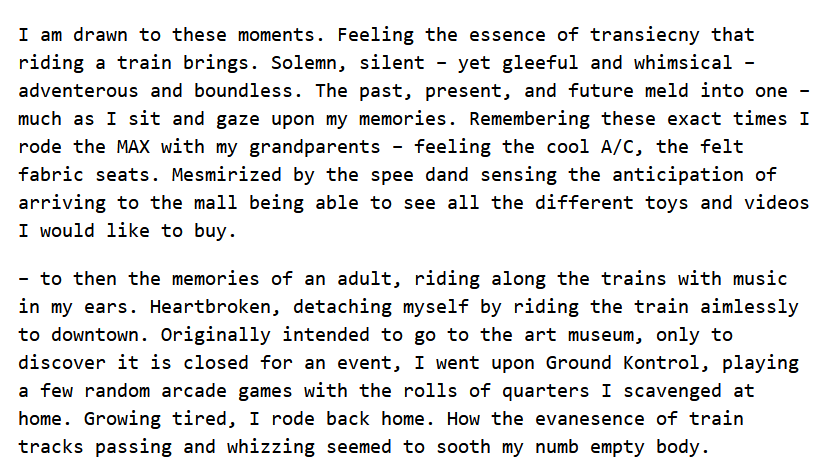 I am drawn to these moments. Feeling the essence of transiecny that
riding a train brings. Solemn, silent – yet gleeful and whimsical –
adventerous and boundless. The past, present, and future meld into one –
much as I sit and gaze upon my memories. Remembering these exact times I
rode the MAX with my grandparents – feeling the cool A/C, the felt
fabric seats. Mesmirized by the spee dand sensing the anticipation of
arriving to the mall being able to see all the different toys and videos
I would like to buy.
– to then the memories of an adult, riding along the trains with music
in my ears. Heartbroken, detaching myself by riding the train aimlessly
to downtown. Originally intended to go to the art museum, only to
discover it is closed for an event, I went upon Ground Kontrol, playing
a few random arcade games with the rolls of quarters I scavenged at
home. Growing tired, I rode back home. How the evanesence of train
tracks passing and whizzing seemed to sooth my numb empty body.